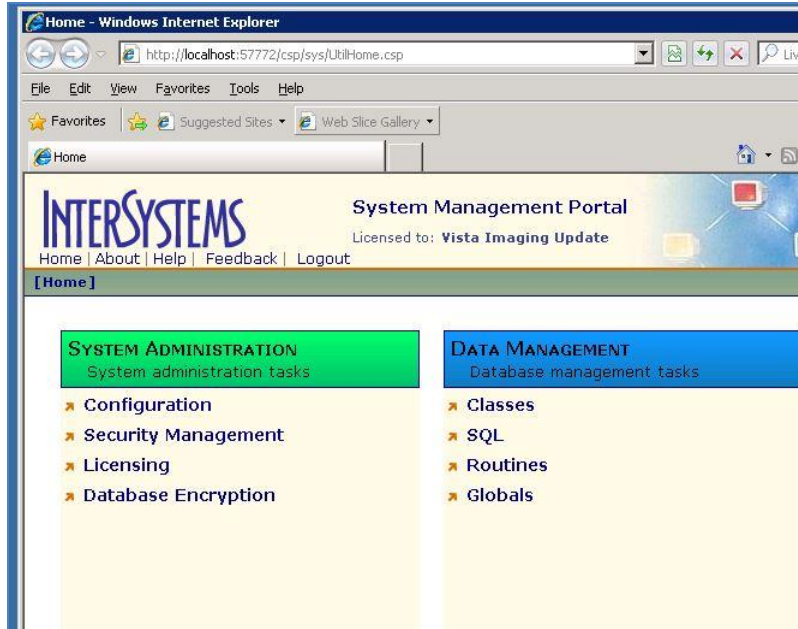 Home - Windows Internet Explorer
http://localhost:57772/csp/sys/UtilHome.csp
File Edit View Favorites Tools Help
Favorites Suggested Sites Web Slice Gallery
Home
INTERSYSTEMS
System Management Portal
Licensed to: Vista Imaging Update
Home | About | Help | Feedback | Logout
[Home]
SYSTEM ADMINISTRATION
System administration tasks
Configuration
Security Management
Licensing
Database Encryption
DATA MANAGEMENT
Database management tasks
Classes
SQL
Routines
Globals